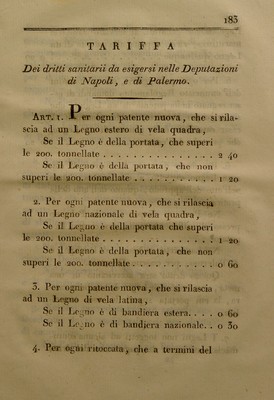 183
TARIFFA
Dei dritti sanitarii da esigersi nelle Deputazioni
di Napoli, e di Palermo.
ART. 1. Per ogni patente nuova, che si rila-
scia ad un Legno estero di vela quadra,
Se il Legno è della portata, che superi
le 200. tonnellate . . . . . . . . . . . . . . . 2 40
Se il Legno è della portata, che non
superi le 200. tonnellate . . . . . . . . . . . 1 20
2. Per ogni patente nuova, che si rilascia
ad un Legno nazionale di vela quadra,
Se il Legno è della portata che superi
le 200. tonnellate . . . . . . . . . . . . . . . 1 20
Se il Legno è della portata, che non
superi le 200. tonnellate . . . . . . . . . . . 0 60
3. Per ogni patente nuova, che si rilascia
ad un Legno di vela latina,
Se il Legno è di bandiera estera. . . . 0 60
Se il Legno è di bandiera nazionale. . 0 30
4. Per ogni ritoccata, che a termini del